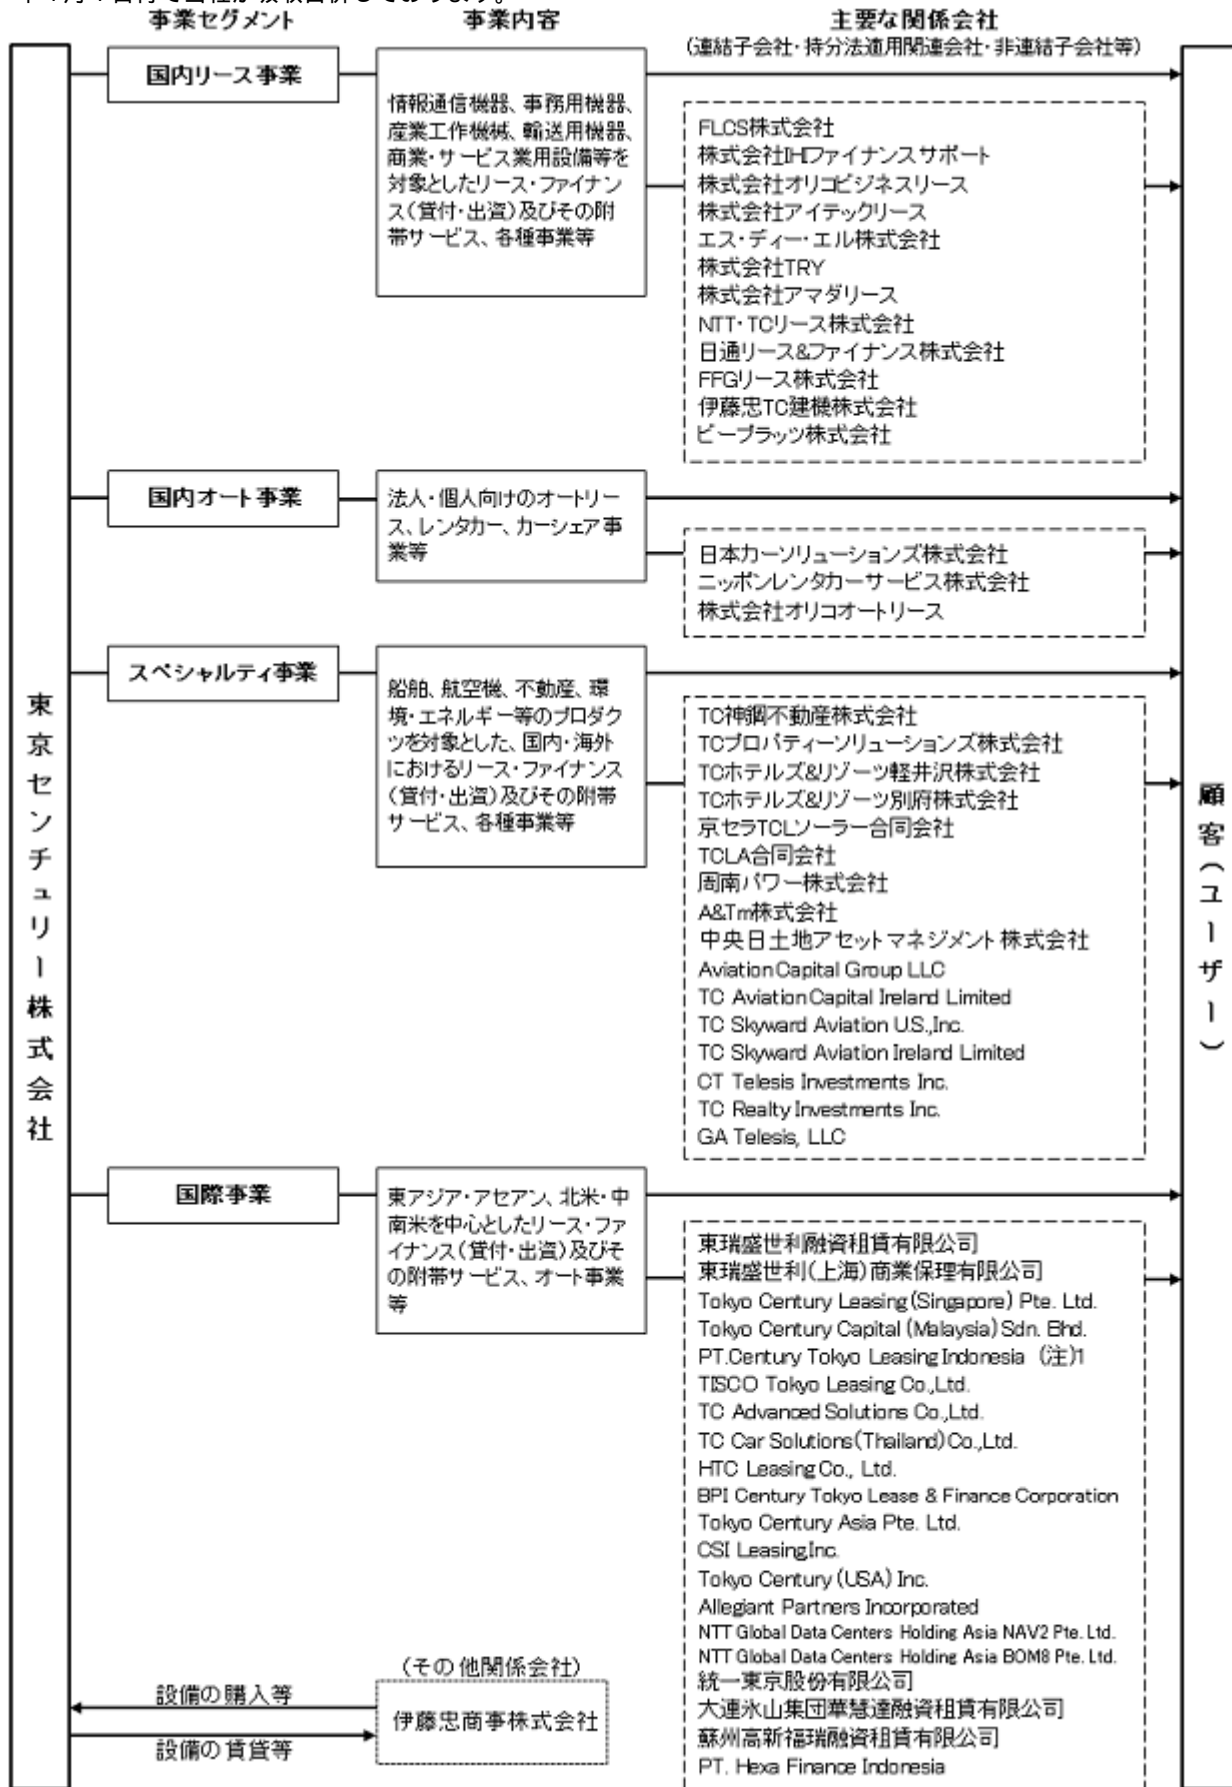 事業セグメント
事業内容
主要な関係会社
(連結子会社・持分法適用関連会社・非連結子会社等)
東京センチュリー株式会社
国内リース事業
情報通信機器、事務用機器、
産業工作機械、輸送用機器、
商業・サービス業用設備等を
対象としたリース・ファイナン
ス(貸付・出資)及びその附
帯サービス、各種事業等
FLCS株式会社
株式会社IHIファイナンスサポート
株式会社オリコビジネスリース
株式会社アイテックリース
エス・ディー・エル株式会社
株式会社TRY
株式会社アマダリース
NTT・TCリース株式会社
日通リース&ファイナンス株式会社
FFGリース株式会社
伊藤忠TC建機株式会社
ビープラッツ株式会社
国内オート事業
法人・個人向けのオートリー
ス、レンタカー、カーシェア事
業等
日本カーソリューションズ株式会社
ニッポンレンタカーサービス株式会社
株式会社オリコオートリース
スペシャルティ事業
船舶、航空機、不動産、環
境・エネルギー等のプロダク
ツを対象とした、国内・海外
におけるリース・ファイナンス
(貸付・出資)及びその附帯
サービス、各種事業等
TC神鋼不動産株式会社
TCプロパティーソリューションズ株式会社
TCホテルズ&リゾーツ軽井沢株式会社
TCホテルズ&リゾーツ別府株式会社
京セラTCLソーラー合同会社
TCLA合同会社
周南パワー株式会社
A&Tm株式会社
中央日土地アセットマネジメント株式会社
Aviation Capital Group LLC
TC Aviation Capital Ireland Limited
TC Skyward Aviation U.S.,Inc.
TC Skyward Aviation Ireland Limited
CT Telesis Investments Inc.
TC Realty Investments Inc.
GA Telesis, LLC
国際事業
東アジア・アセアン、北米・中
南米を中心としたリース・ファ
イナンス(貸付・出資)及びそ
の附帯サービス、オート事業
等
東瑞盛世利融資租賃有限公司
東瑞盛世利(上海)商業保理有限公司
Tokyo Century Leasing (Singapore) Pte. Ltd.
Tokyo Century Capital (Malaysia) Sdn. Bhd.
PT.Century Tokyo Leasing Indonesia (注)1
TISCO Tokyo Leasing Co.,Ltd.
TC Advanced Solutions Co.,Ltd.
TC Car Solutions(Thailand)Co.,Ltd.
HTC Leasing Co., Ltd.
BPI Century Tokyo Lease & Finance Corporation
Tokyo Century Asia Pte. Ltd.
CSI Leasing,Inc.
Tokyo Century (USA) Inc.
Allegiant Partners Incorporated
NTT Global Data Centers Holding Asia NAV2 Pte. Ltd.
NTT Global Data Centers Holding Asia BOM8 Pte. Ltd.
統一東京股份有限公司
大連氷山集団華慧達融資租賃有限公司
蘇州高新福瑞融資租賃有限公司
PT. Hexa Finance Indonesia
(その他関係会社)
設備の購入等
伊藤忠商事株式会社
設備の賃貸等
顧客(ユーザー)